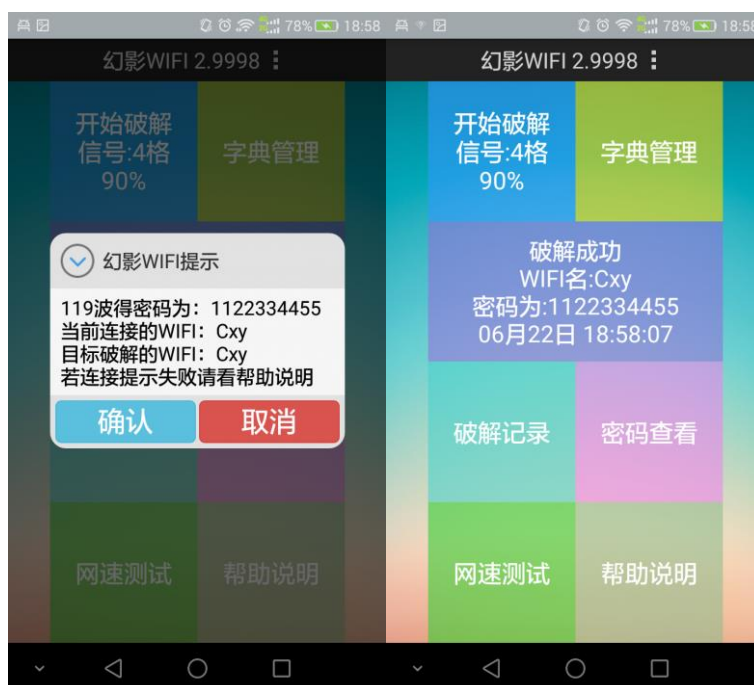 78% 18:58
幻影WIFI 2.9998
开始破解
信号:4格
90%
字典管理
幻影WIFI提示
119波得密码为：1122334455
当前连接的WIFI：Cxy
目标破解的WIFI：Cxy
若连接提示失败请看帮助说明
确认
取消
网速测试
帮助说明
78% 18:58
幻影WIFI 2.9998
开始破解
信号:4格
90%
字典管理
破解成功
WIFI名:Cxy
密码为:1122334455
06月22日 18:58:07
破解记录
密码查看
网速测试
帮助说明